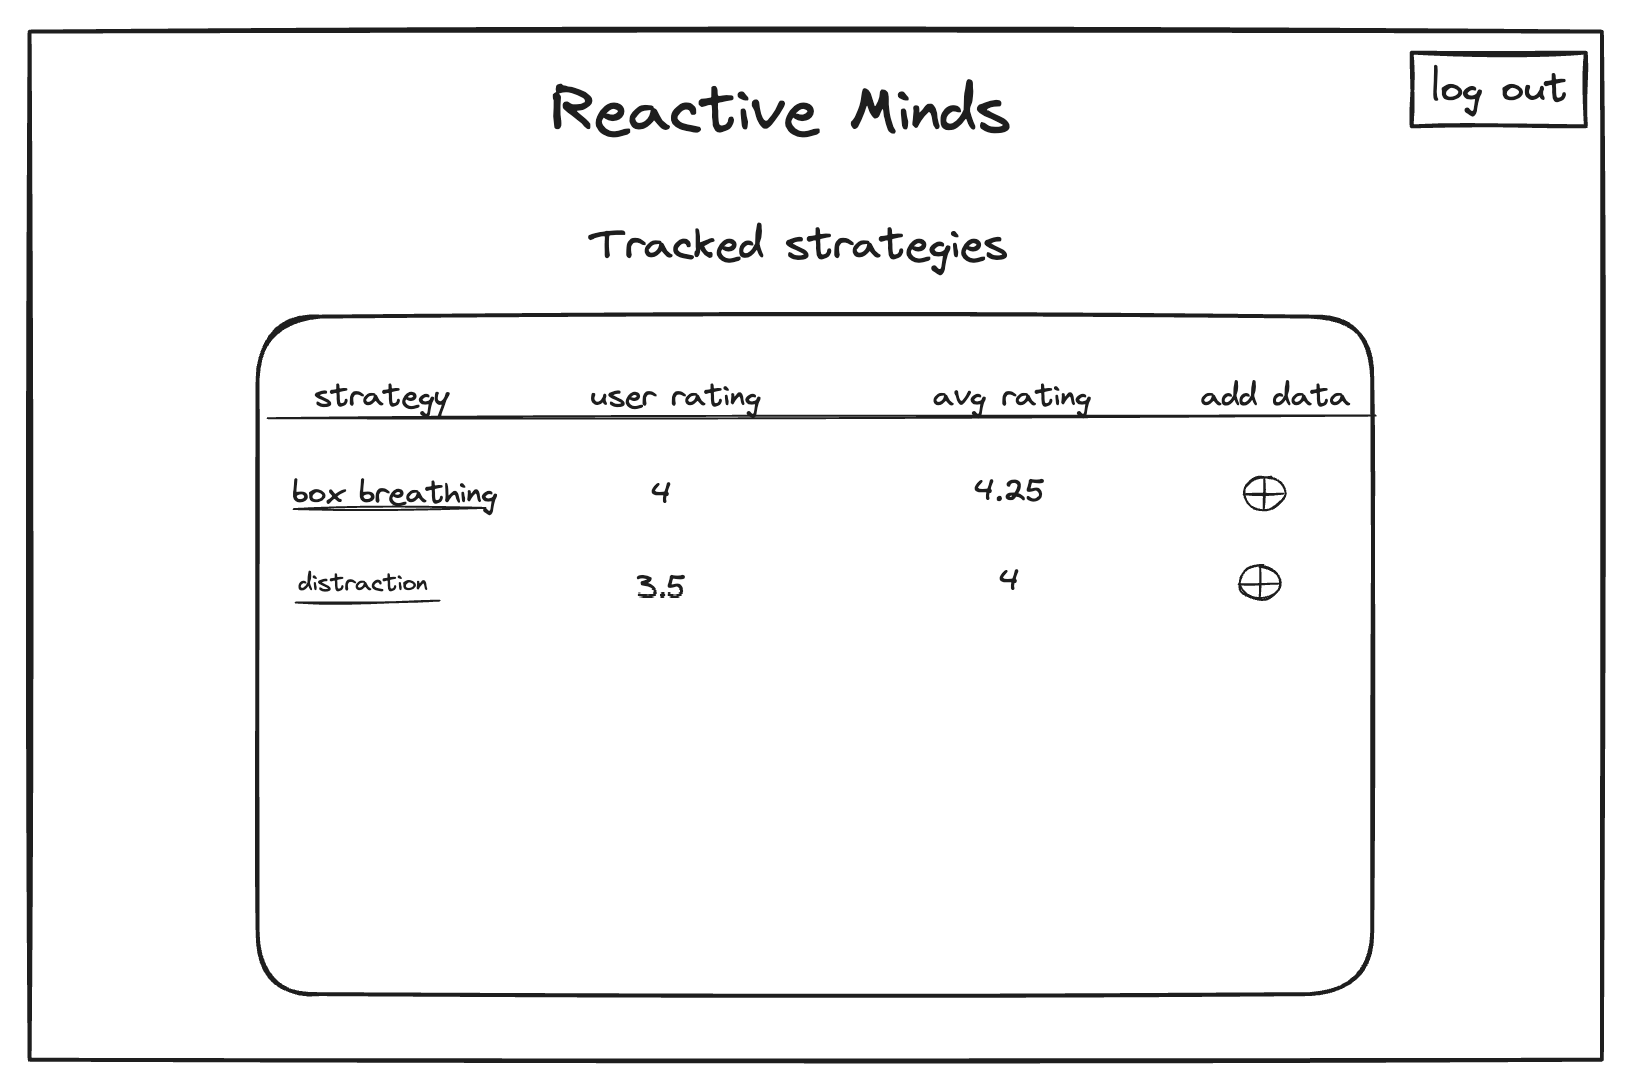 log out
Reactive Minds
Tracked strategies
strategy user rating avg rating add data
box breathing 4 4.25
distraction 3.5 4